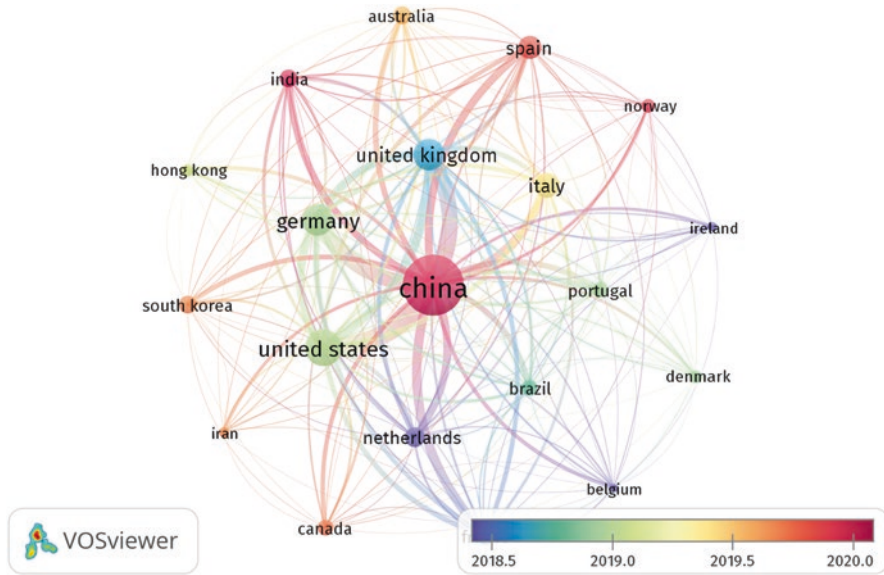 australia
spain
india
norway
united kingdom
hong kong
italy
germany
ireland
china
portugal
south korea
united states
denmark
brazil
iran
netherlands
belgium
canada
VOSviewer
2018.5 2019.0 2019.5 2020.0